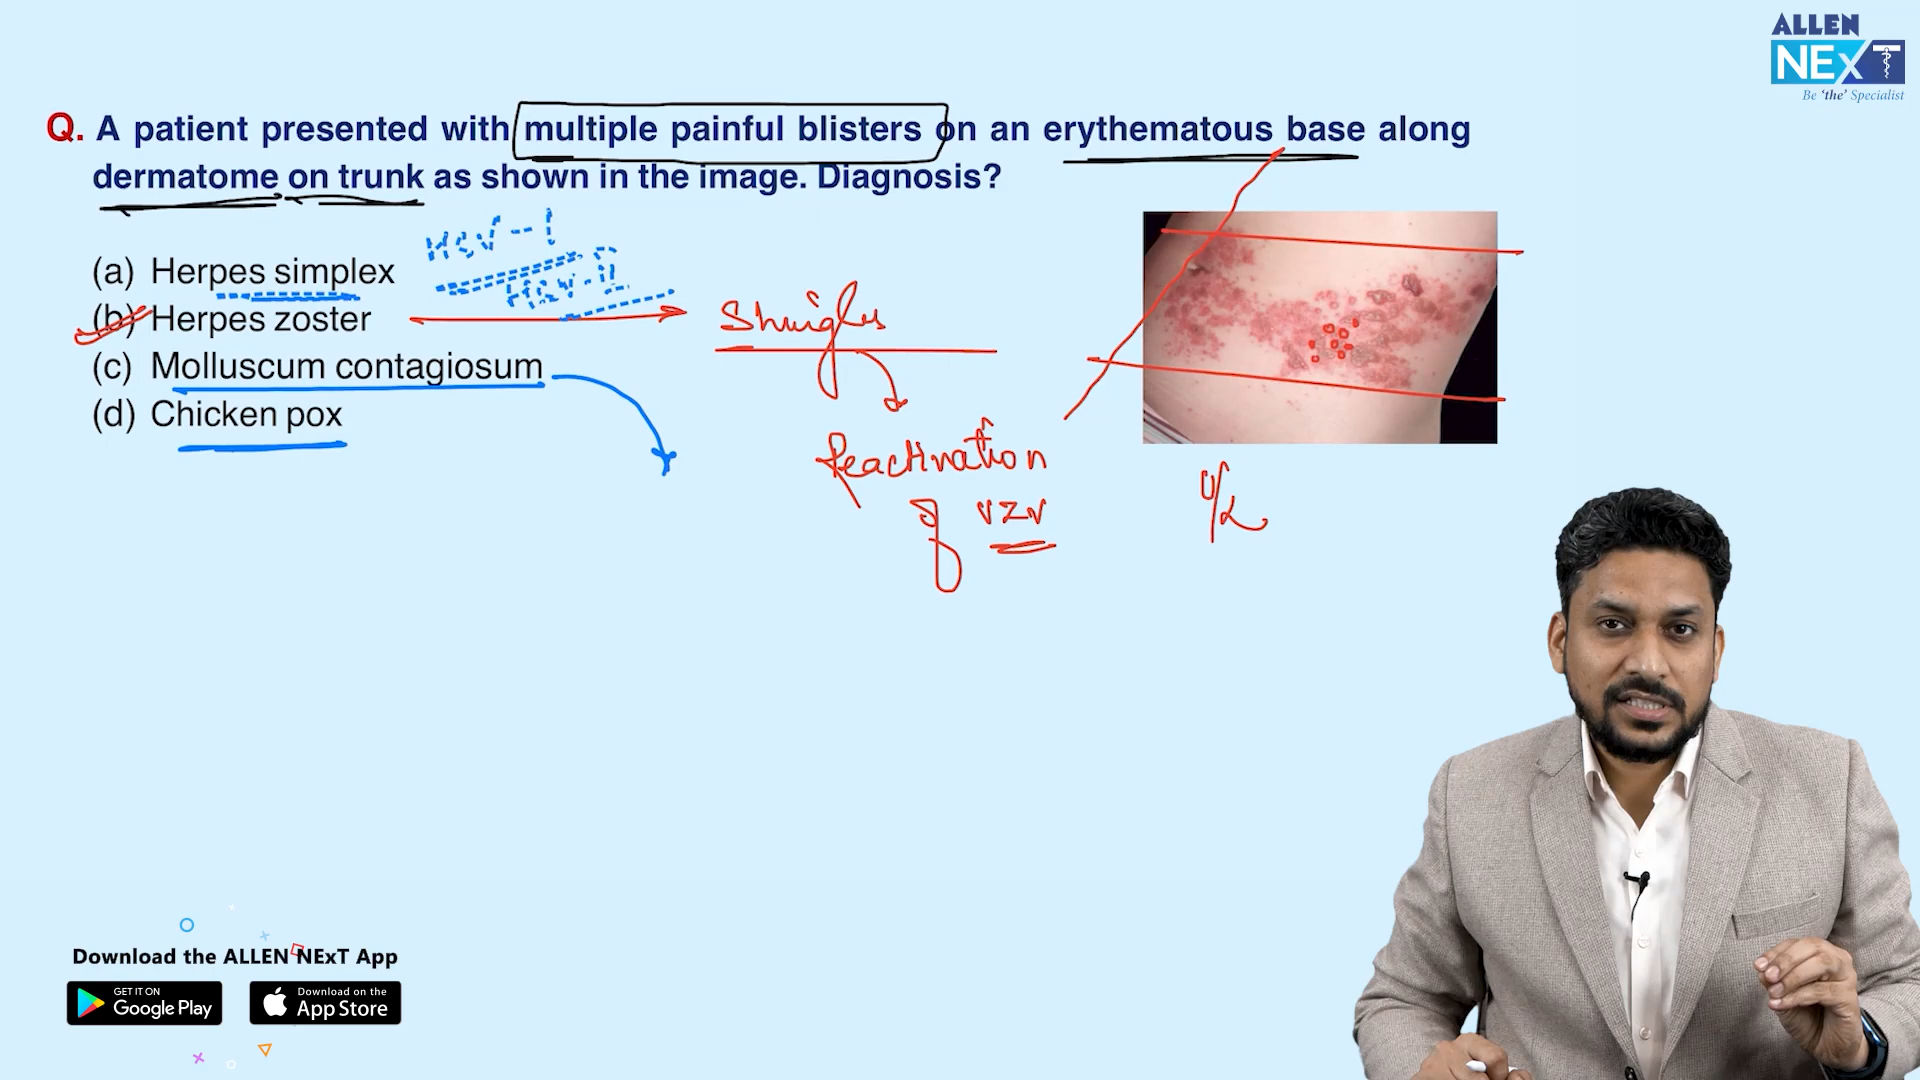 ALLEN
NEXT
Be 'the' Specialist
Q. A patient presented with multiple painful blisters on an erythematous base along
dermatome on trunk as shown in the image. Diagnosis?
(a) Herpes simplex
HSV-I
HSV-II
(b) Herpes zoster
Shingles
(c) Molluscum contagiosum
(d) Chicken pox
Reactivation
of VZV
U/L
Download the ALLEN NExT App
GET IT ON
Google Play
Download on the
App Store